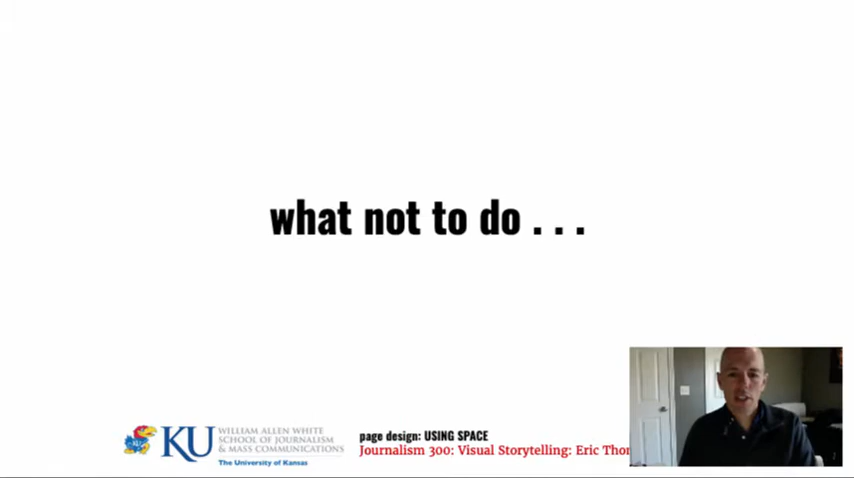 what not to do . . .
KU
WILLIAM ALLEN WHITE
SCHOOL OF JOURNALISM
& MASS COMMUNICATIONS
The University of Kansas
page design: USING SPACE
Journalism 300: Visual Storytelling: Eric